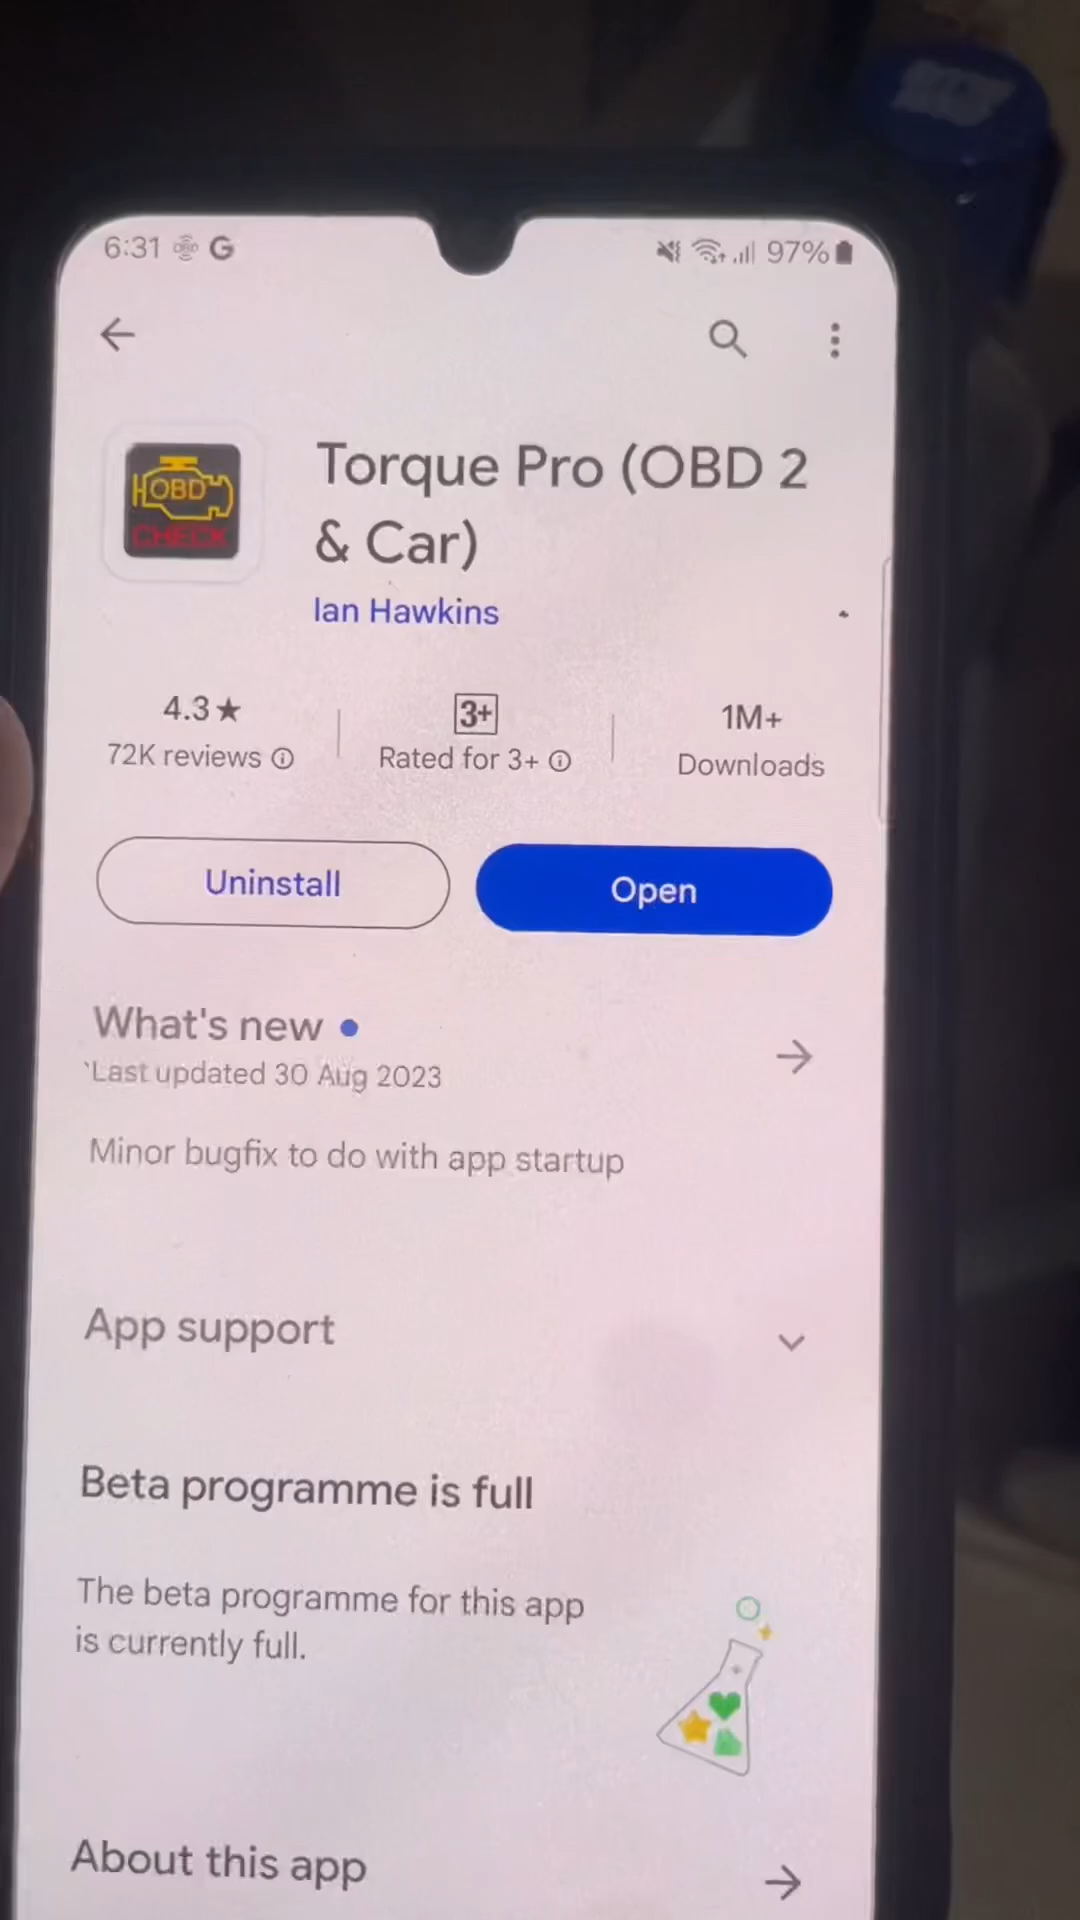 6:31 G 97%
OBD
CHECK
Torque Pro (OBD 2
& Car)
Ian Hawkins
4.3★ 3+ 1M+
72K reviews Rated for 3+ Downloads
Uninstall Open
What's new
Last updated 30 Aug 2023
Minor bugfix to do with app startup
App support
Beta programme is full
The beta programme for this app
is currently full.
About this app